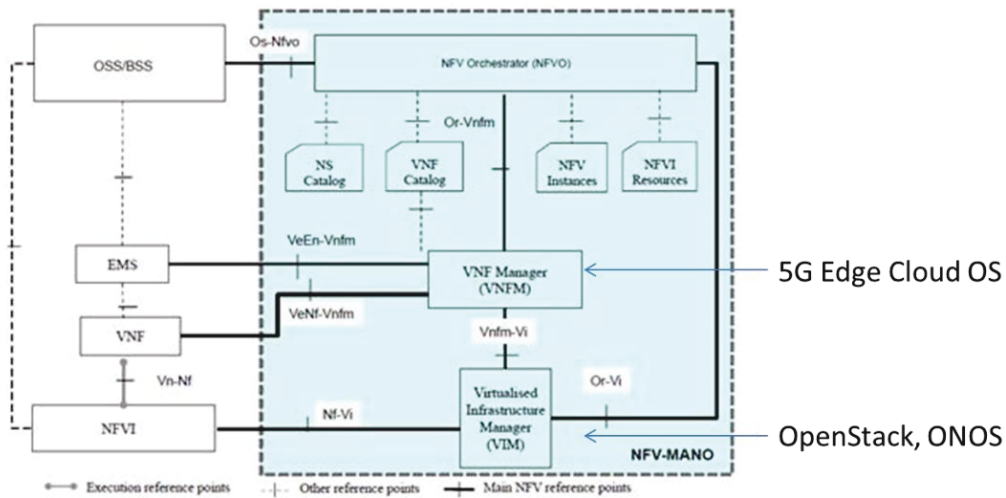 Os-Nfvo
OSS/BSS
NFV Orchestrator (NFVO)
Or-Vnfm
NS
Catalog
VNF
Catalog
NFV
Instances
NFVI
Resources
VeEn-Vnfm
EMS
VNF Manager
(VNFM)
5G Edge Cloud OS
VeNf-Vnfm
VNF
Vnfm-Vi
Vn-Nf
Or-Vi
Virtualised
Infrastructure
Manager
(VIM)
NFVI
Nf-Vi
OpenStack, ONOS
NFV-MANO
Execution reference points
Other reference points
Main NFV reference points